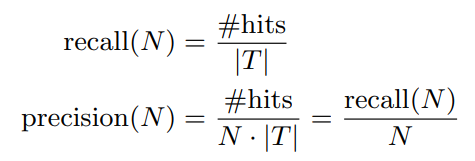 recall(N) = #hits / |T|
precision(N) = #hits / N · |T| = recall(N) / N